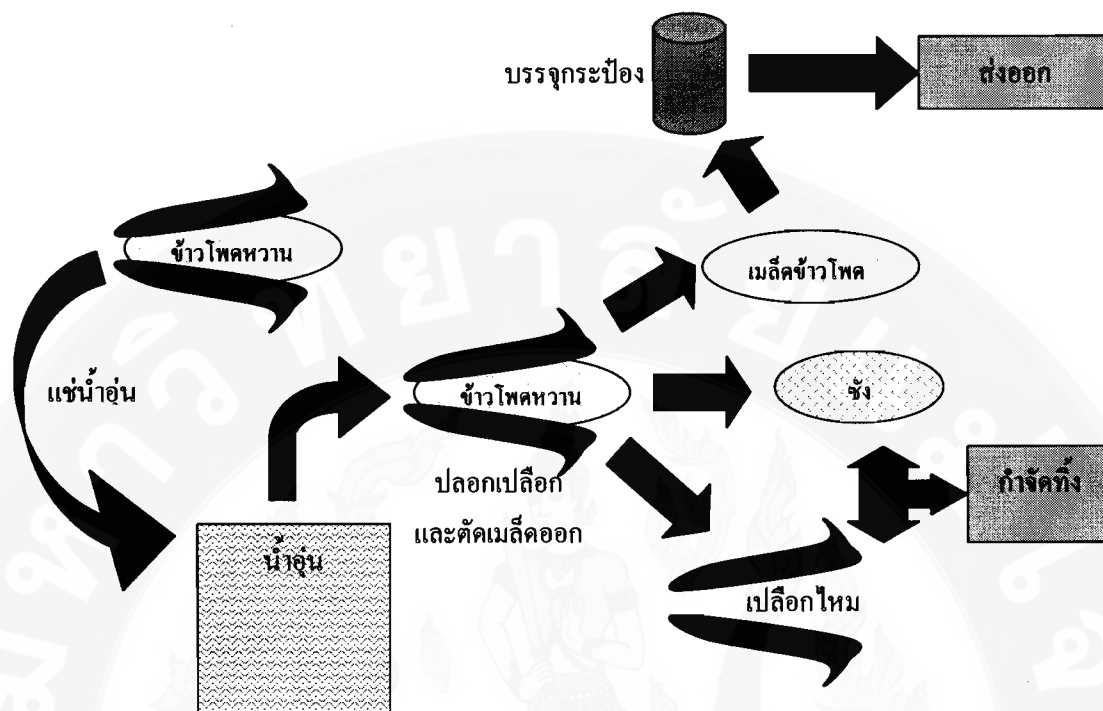 บรรจุกระป๋อง
ส่งออก
ข้าวโพดหวาน
เมล็ดข้าวโพด
แช่น้ำอุ่น
ข้าวโพดหวาน
ซัง
ปลอกเปลือก
และตัดเมล็ดออก
กำจัดทิ้ง
น้ำอุ่น
เปลือกไหม